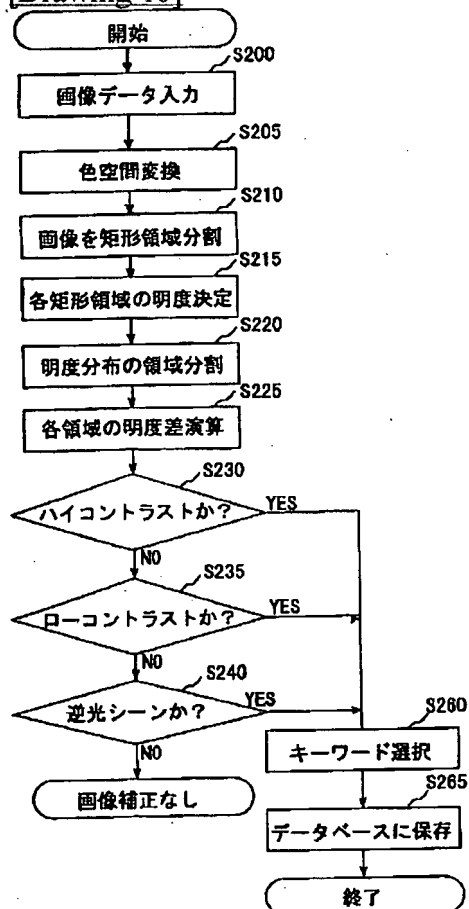 [Drawing 10]
開始
S200
画像データ入力
S205
色空間変換
S210
画像を矩形領域分割
S215
各矩形領域の明度決定
S220
明度分布の領域分割
S225
各領域の明度差演算
S230
ハイコントラストか?
YES
NO
S235
ローコントラストか?
YES
NO
S240
逆光シーンか?
YES
NO
画像補正なし
S260
キーワード選択
S265
データベースに保存
終了